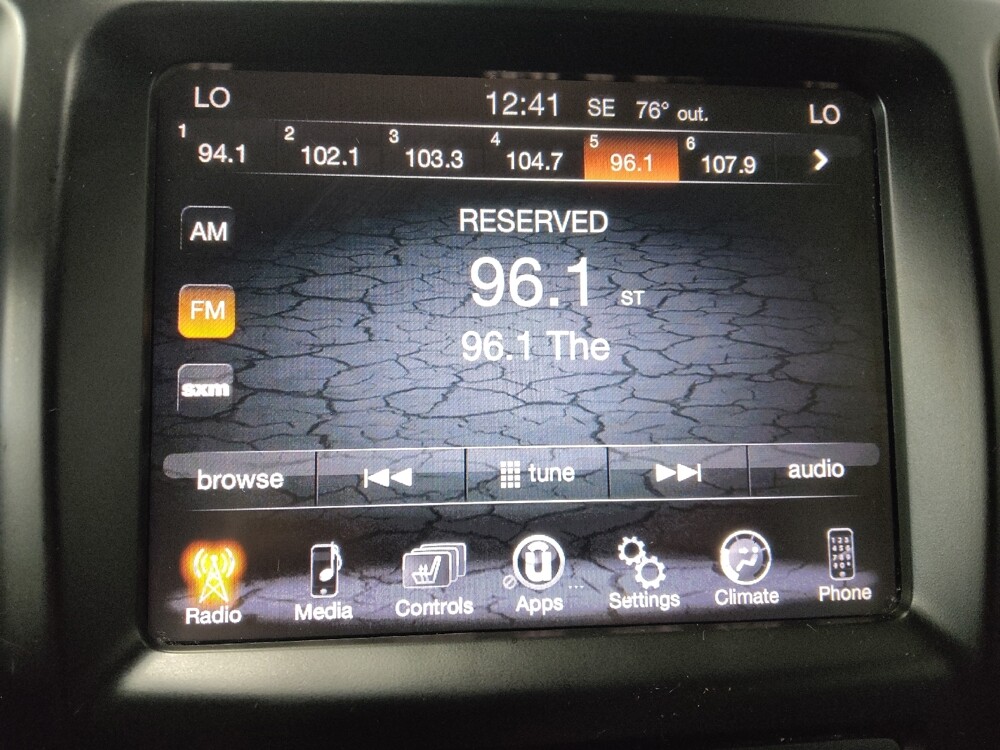 LO 12:41 SE 76° out. LO
1 94.1 2 102.1 3 103.3 4 104.7 5 96.1 6 107.9
RESERVED
AM
96.1 ST
FM
96.1 The
sxm
browse tune audio
Radio Media Controls Apps Settings Climate Phone